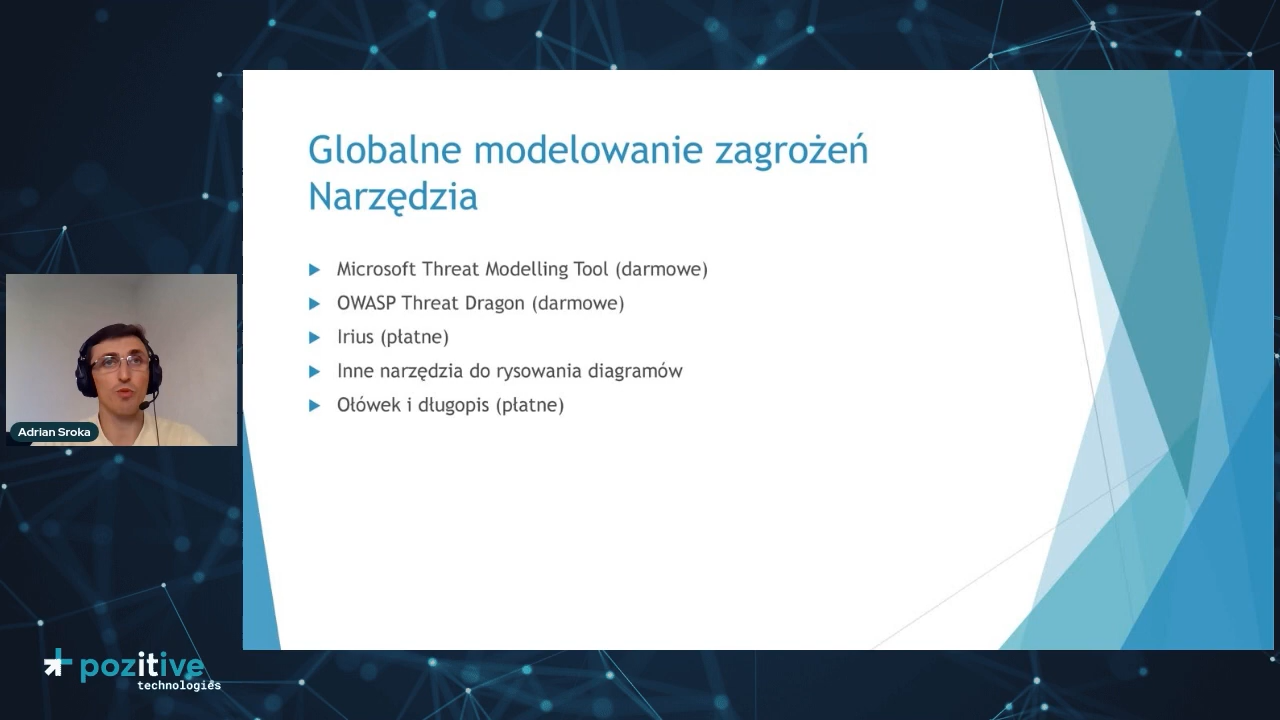 Globalne modelowanie zagrożeń
Narzędzia
Microsoft Threat Modelling Tool (darmowe)
OWASP Threat Dragon (darmowe)
Irius (płatne)
Inne narzędzia do rysowania diagramów
Ołówek i długopis (płatne)
Adrian Sroka
pozitive
technologies